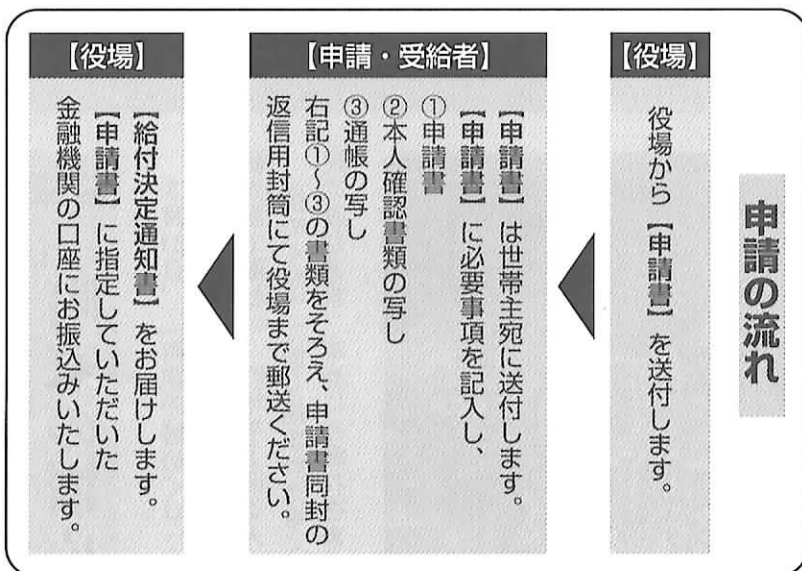 申請の流れ
【役場】
役場から【申請書】を送付します。
【申請・受給者】
【申請書】は世帯主宛に送付します。
【申請書】に必要事項を記入し、
①申請書
②本人確認書類の写し
③通帳の写し
右記①～③の書類をそろえ、申請書同封の
返信用封筒にて役場まで郵送ください。
【役場】
【給付決定通知書】をお届けします。
【申請書】に指定していただいた
金融機関の口座にお振込みいたします。